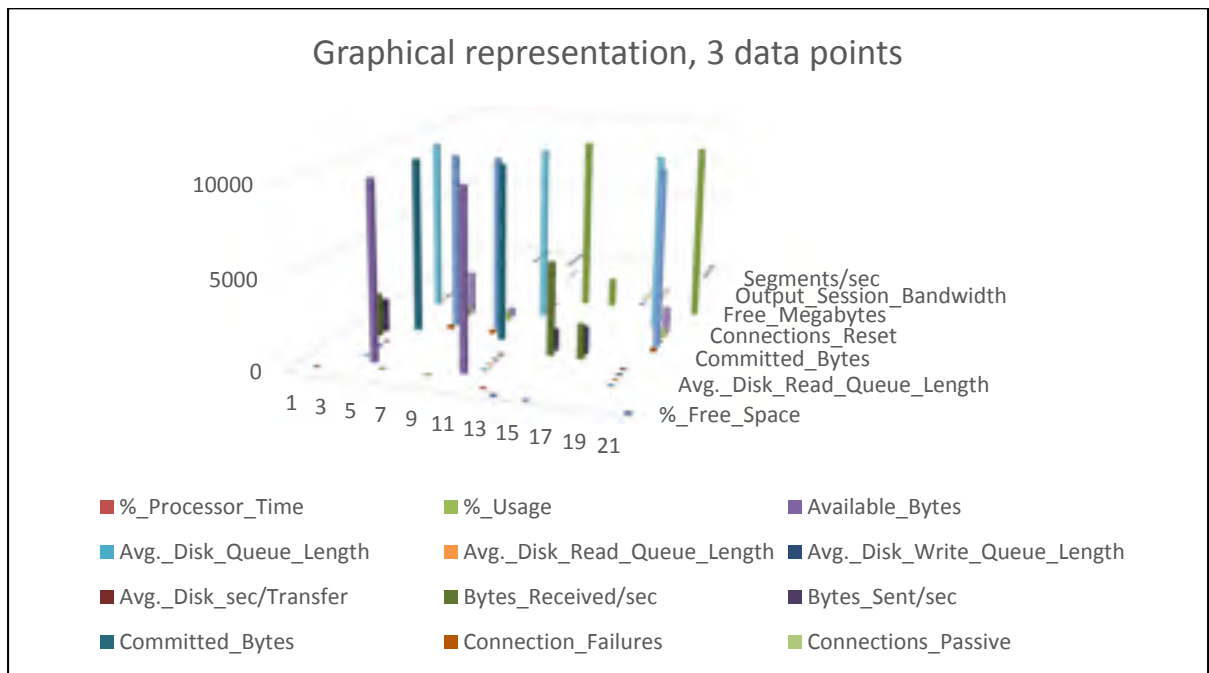 Graphical representation, 3 data points
10000
5000
0
1 3 5 7 9 11 13 15 17 19 21
Segments/sec
Output_Session_Bandwidth
Free_Megabytes
Connections_Reset
Committed_Bytes
Avg._Disk_Read_Queue_Length
%_Free_Space
%_Processor_Time %_Usage Available_Bytes
Avg._Disk_Queue_Length Avg._Disk_Read_Queue_Length Avg._Disk_Write_Queue_Length
Avg._Disk_sec/Transfer Bytes_Received/sec Bytes_Sent/sec
Committed_Bytes Connection_Failures Connections_Passive